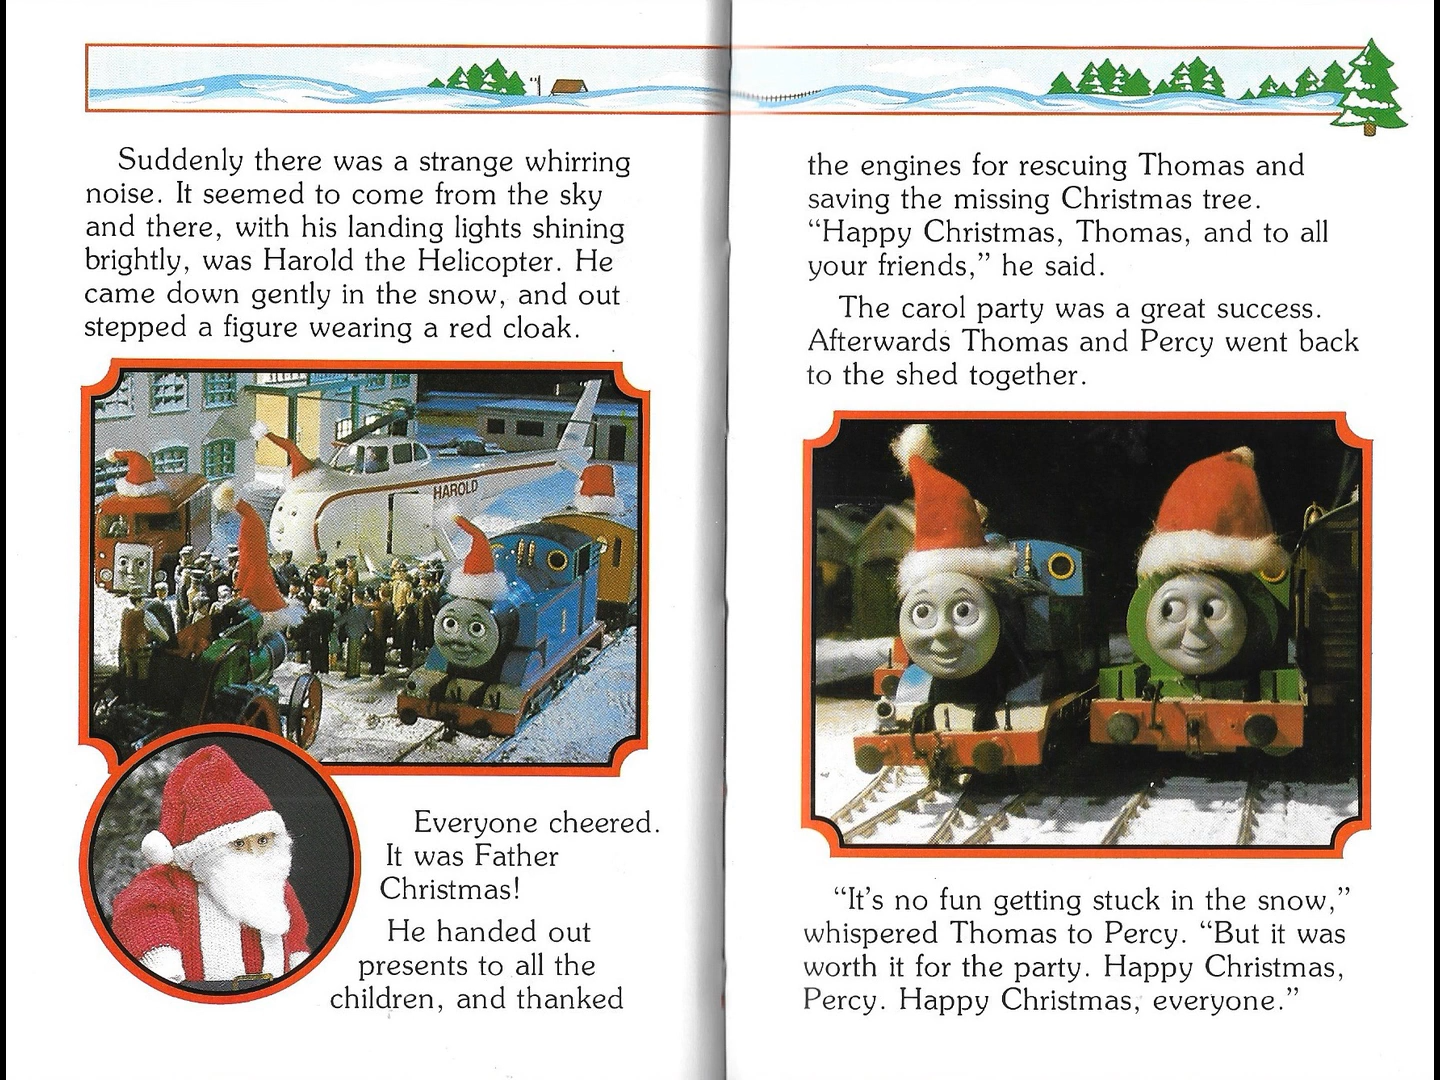 Suddenly there was a strange whirring
noise. It seemed to come from the sky
and there, with his landing lights shining
brightly, was Harold the Helicopter. He
came down gently in the snow, and out
stepped a figure wearing a red cloak.
HAROLD
Everyone cheered.
It was Father
Christmas!
He handed out
presents to all the
children, and thanked
the engines for rescuing Thomas and
saving the missing Christmas tree.
“Happy Christmas, Thomas, and to all
your friends,” he said.
The carol party was a great success.
Afterwards Thomas and Percy went back
to the shed together.
“It’s no fun getting stuck in the snow,”
whispered Thomas to Percy. “But it was
worth it for the party. Happy Christmas,
Percy. Happy Christmas, everyone.”